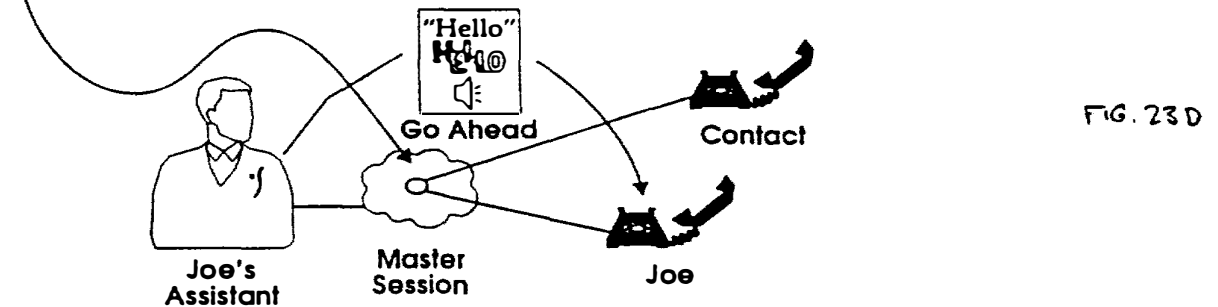 "Hello"
Go Ahead
Contact
FIG. 23D
Joe's
Assistant
Master
Session
Joe